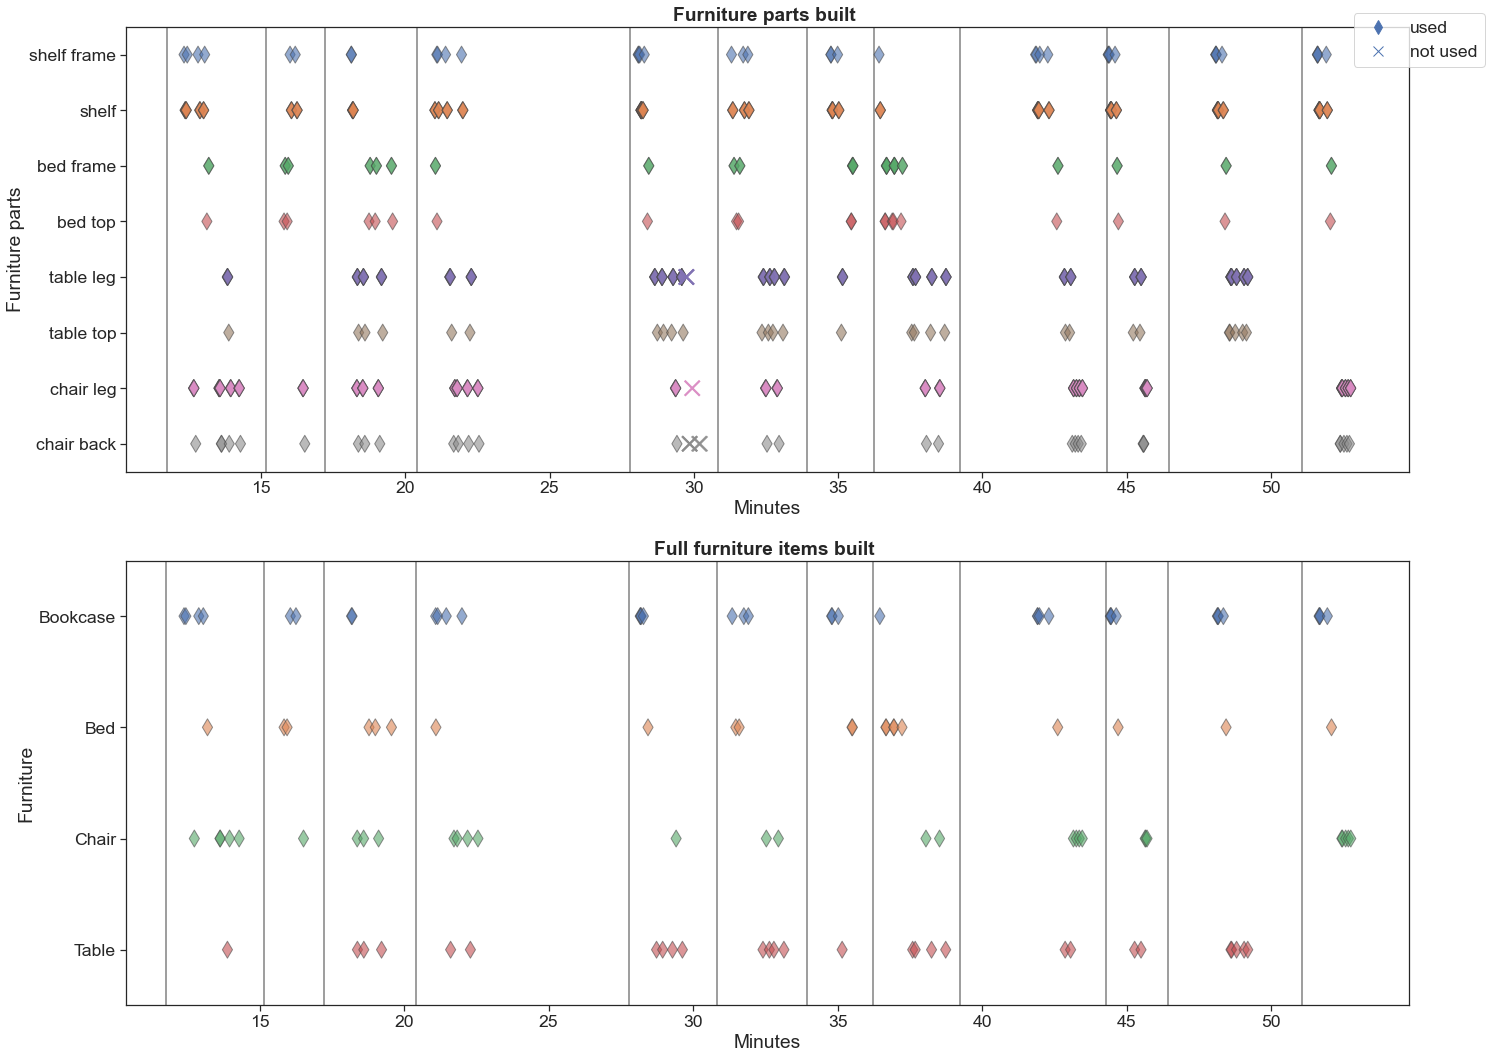 Furniture parts built
used
not used
Furniture parts
shelf frame
shelf
bed frame
bed top
table leg
table top
chair leg
chair back
15 20 25 30 35 40 45 50
Minutes
Full furniture items built
Furniture
Bookcase
Bed
Chair
Table
15 20 25 30 35 40 45 50
Minutes